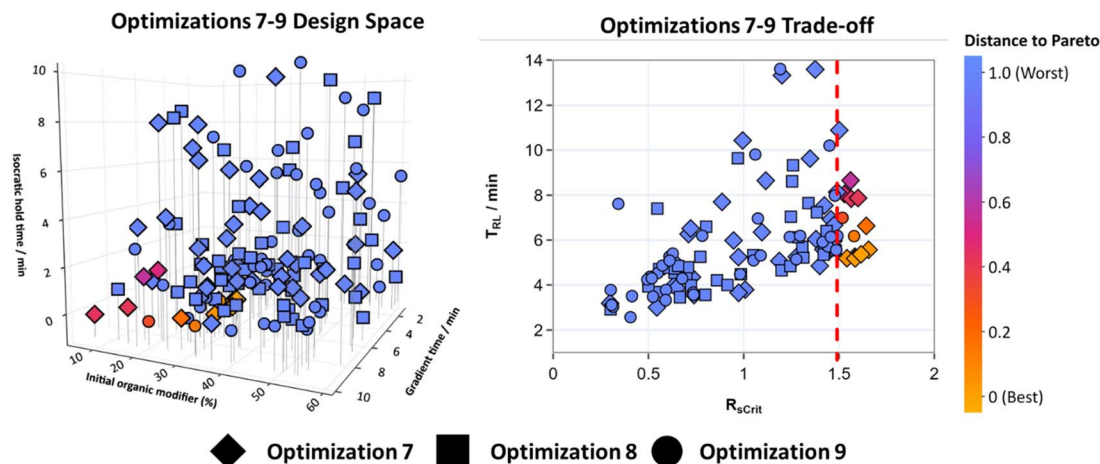 Optimizations 7-9 Design Space
Optimizations 7-9 Trade-off
Isocratic hold time / min
10
8
6
4
2
0
10
20
30
40
50
60
Initial organic modifier (%)
2
4
6
8
10
Gradient time / min
T_RL / min
14
12
10
8
6
4
2
0
0.5
1
1.5
2
R_sCrit
Distance to Pareto
1.0 (Worst)
0.8
0.6
0.4
0.2
0 (Best)
Optimization 7
Optimization 8
Optimization 9